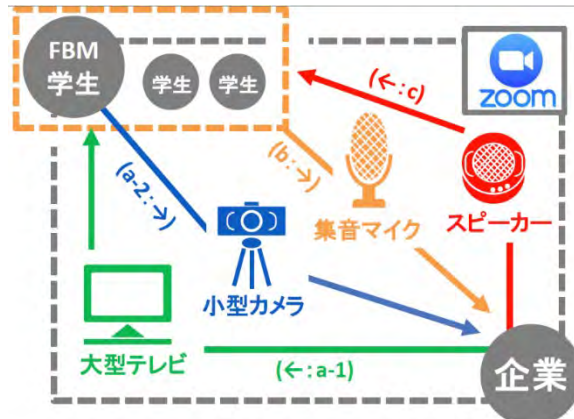 FBM
学生
学生
学生
zoom
(←:c)
(b:→)
(a-2:→)
集音マイク
スピーカー
小型カメラ
大型テレビ
(←:a-1)
企業